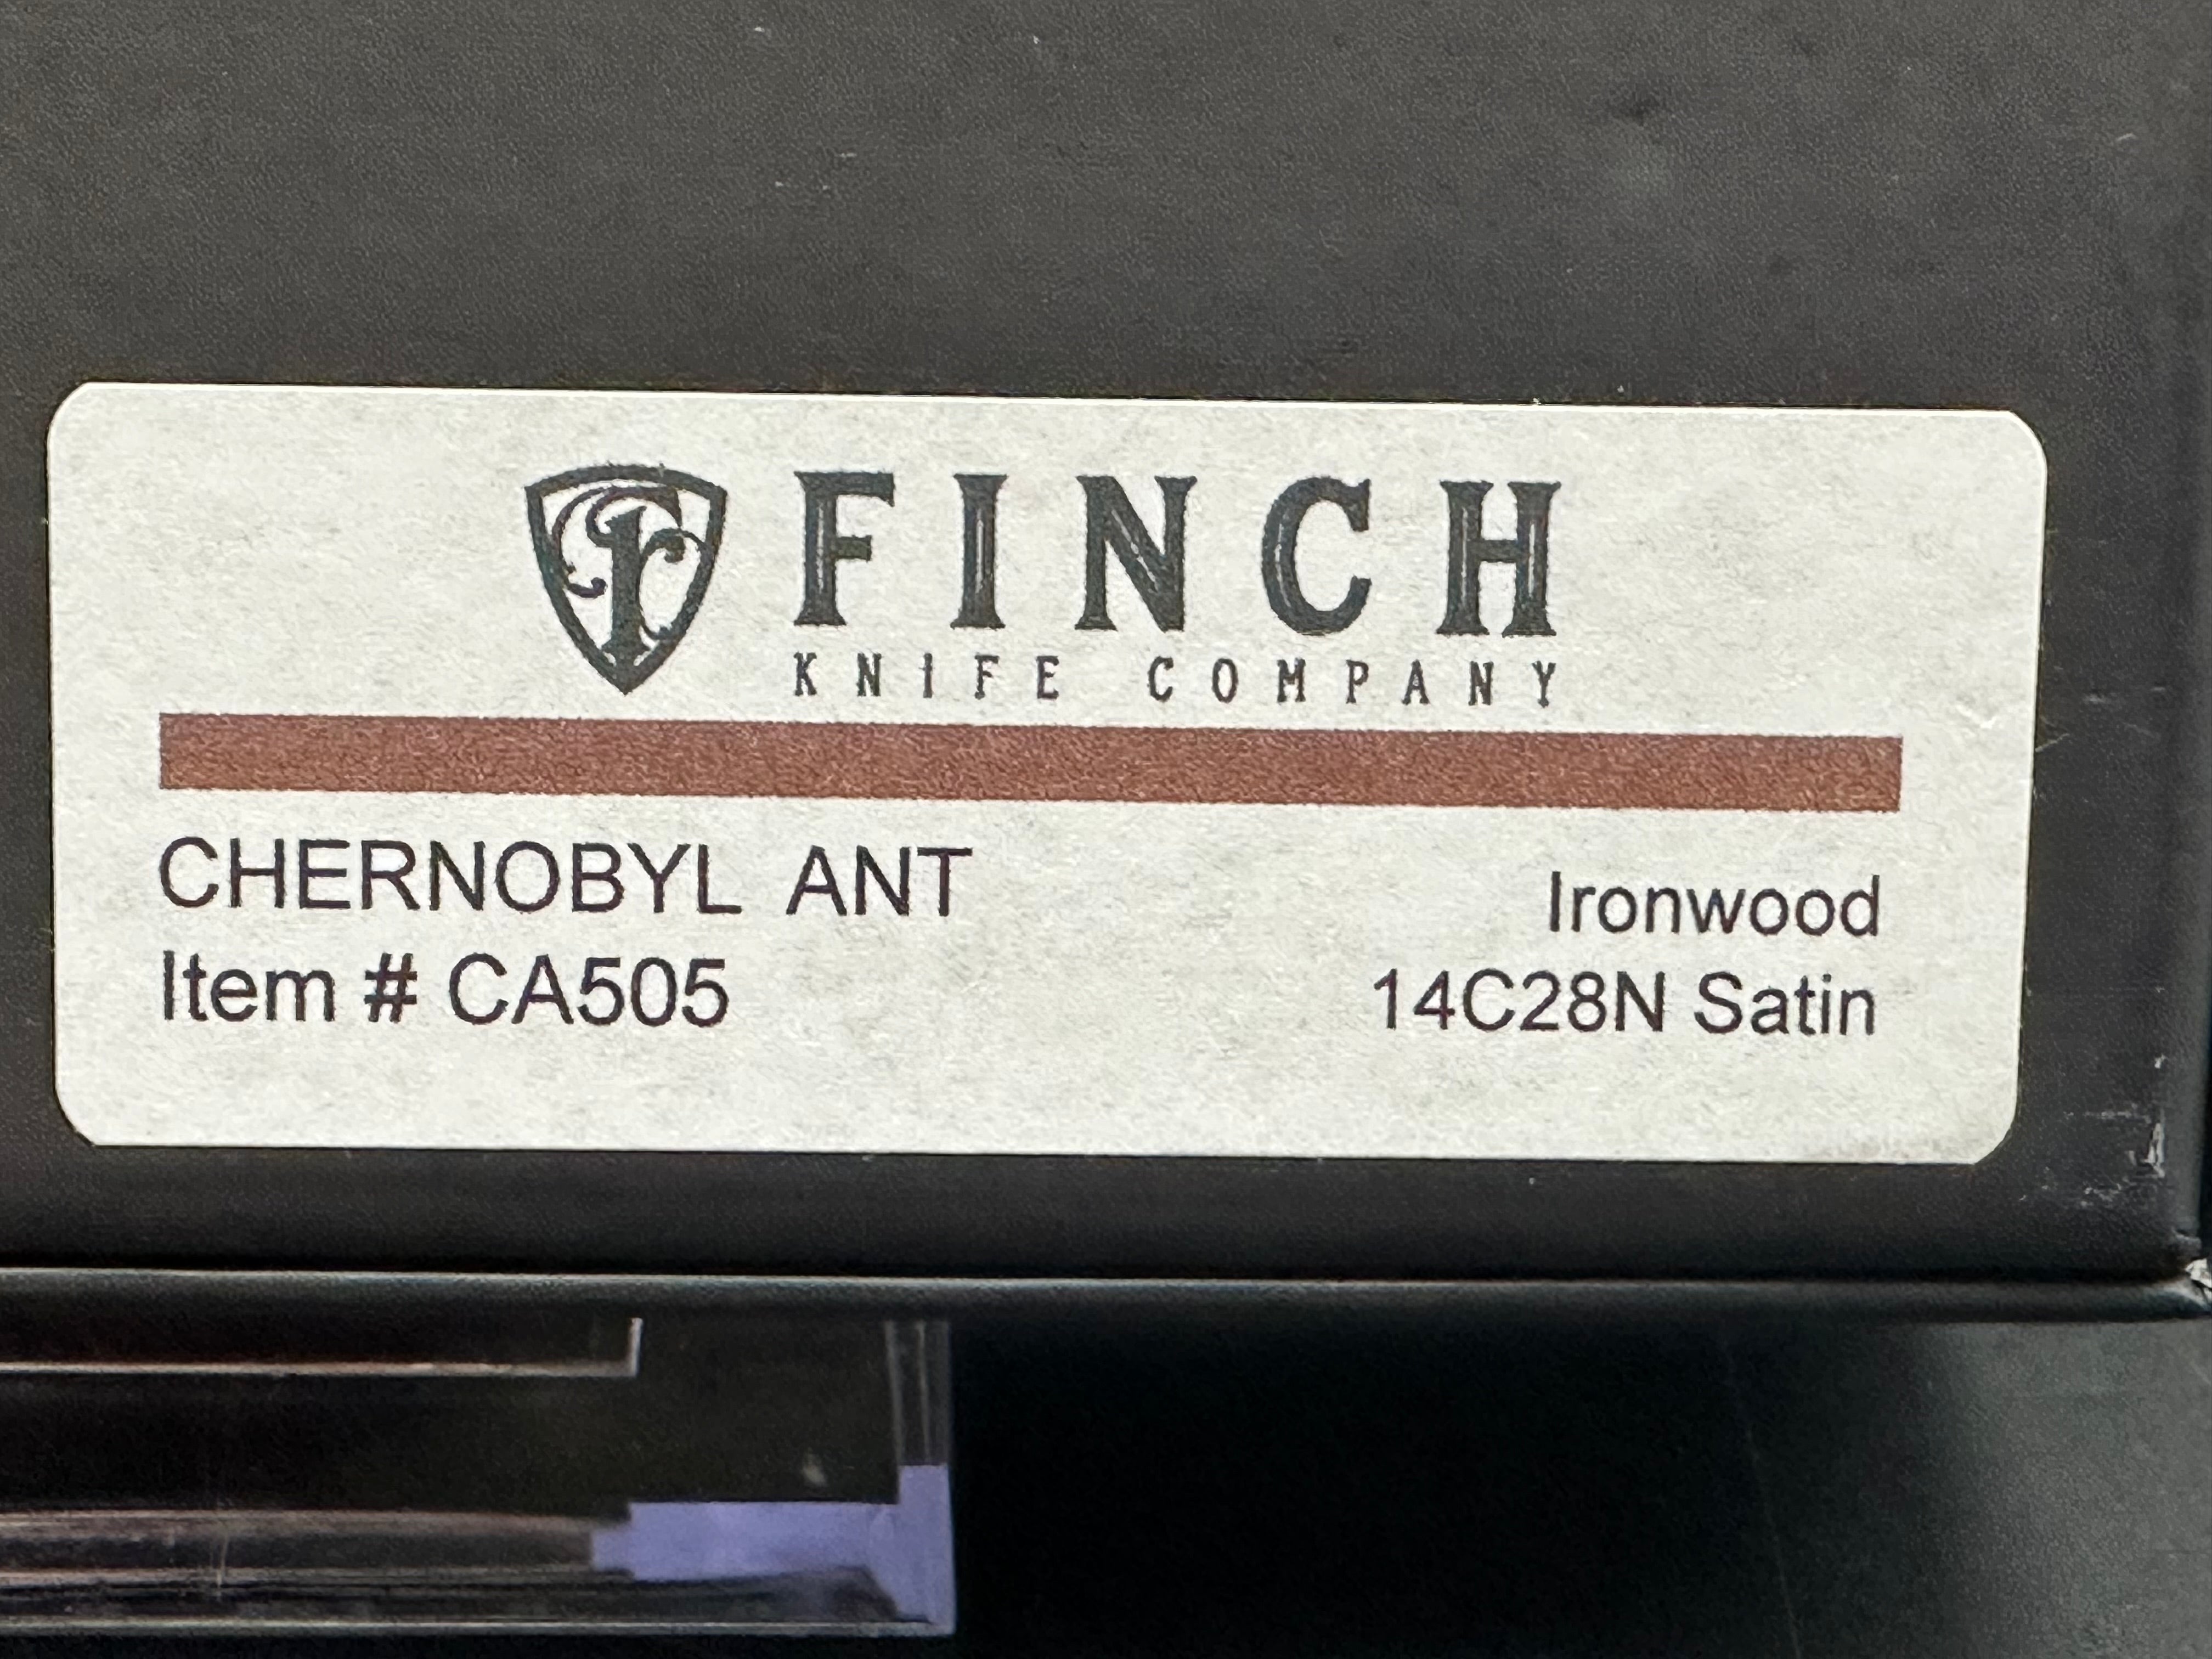 FINCH
KNIFE COMPANY
CHERNOBYL ANT
Item # CA505
Ironwood
14C28N Satin